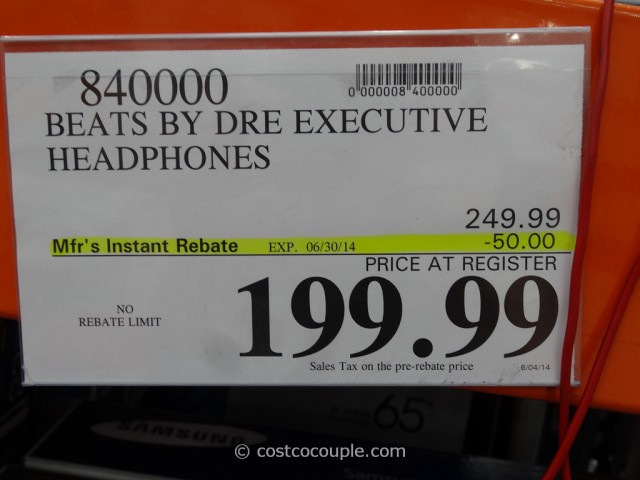 840000
0 000008 400000
BEATS BY DRE EXECUTIVE
HEADPHONES
249.99
Mfr's Instant Rebate EXP. 06/30/14 -50.00
PRICE AT REGISTER
199.99
NO
REBATE LIMIT
Sales Tax on the pre-rebate price 6/04/14
65
SAMSUNG
© costcocouple.com